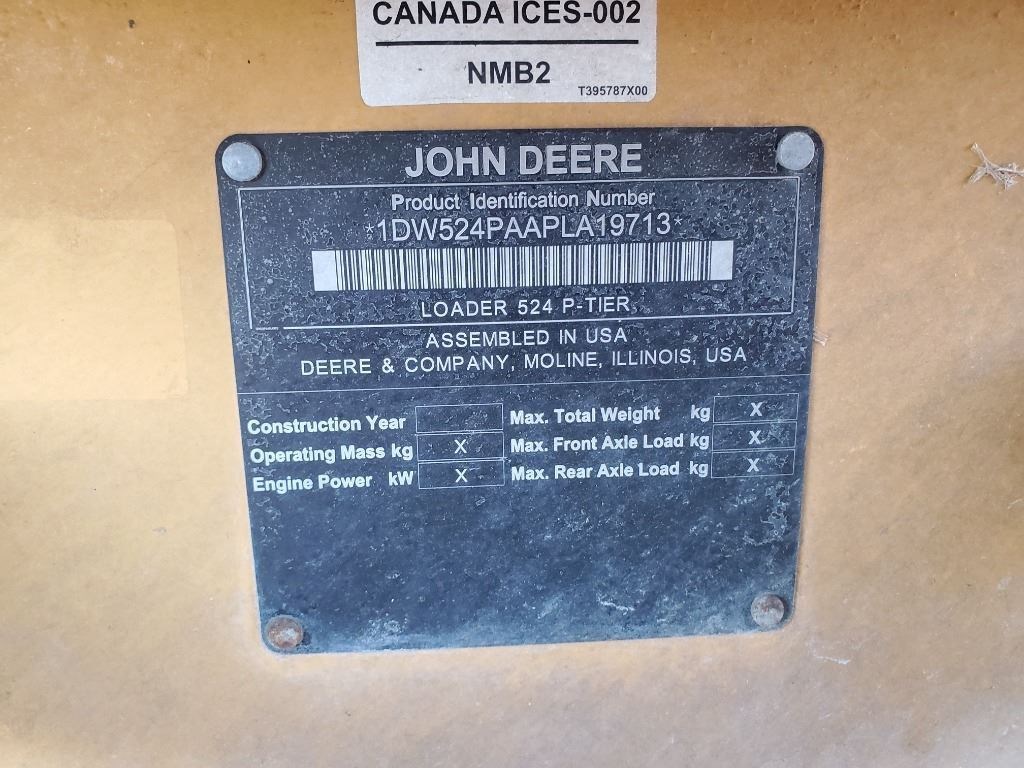 CANADA ICES-002
NMB2
T395787X00
JOHN DEERE
Product Identification Number
*1DW524PAAPLA19713*
LOADER 524 P-TIER
ASSEMBLED IN USA
DEERE & COMPANY, MOLINE, ILLINOIS, USA
Construction Year
Max. Total Weight kg X
Operating Mass kg X
Max. Front Axle Load kg X
Engine Power kW X
Max. Rear Axle Load kg X